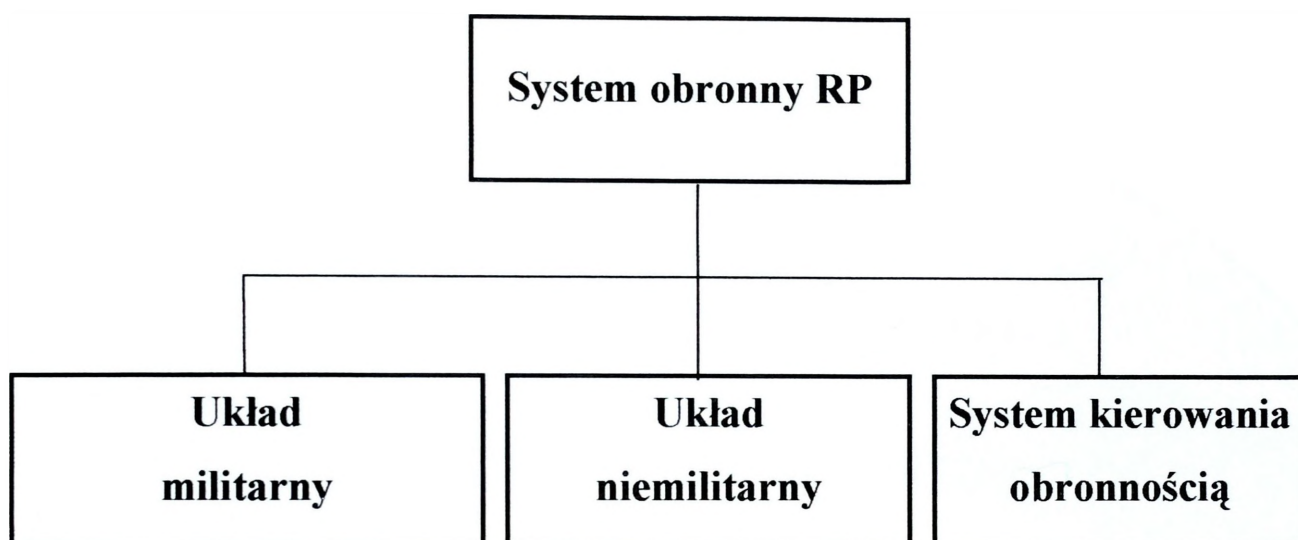 System obronny RP
Układ
militarny
Układ
niemilitarny
System kierowania
obronnością